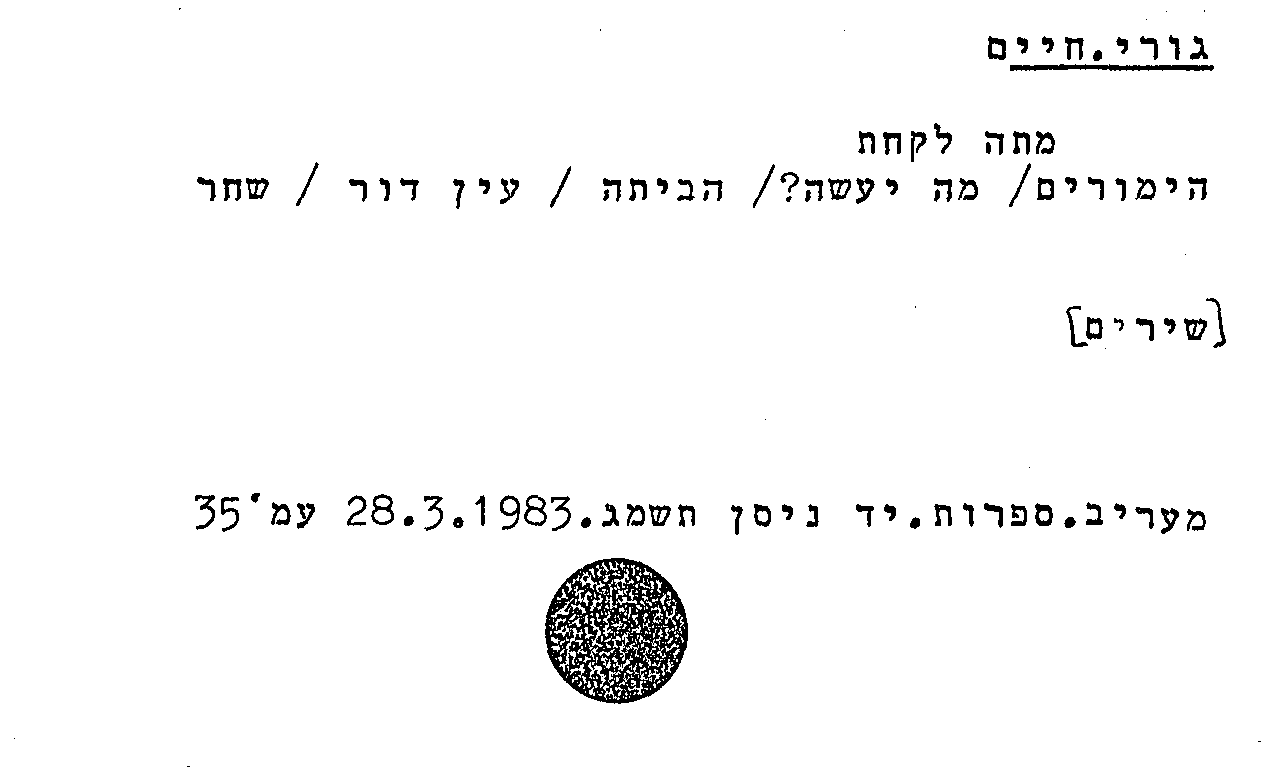 גורי.חיים
מתה לקחת
הימורים/ מה יעשה?/ הביתה / עין דור / שחר
[שירים]
מעריב.ספרות.יד ניסן תשמג.28.3.1983 עמ'35